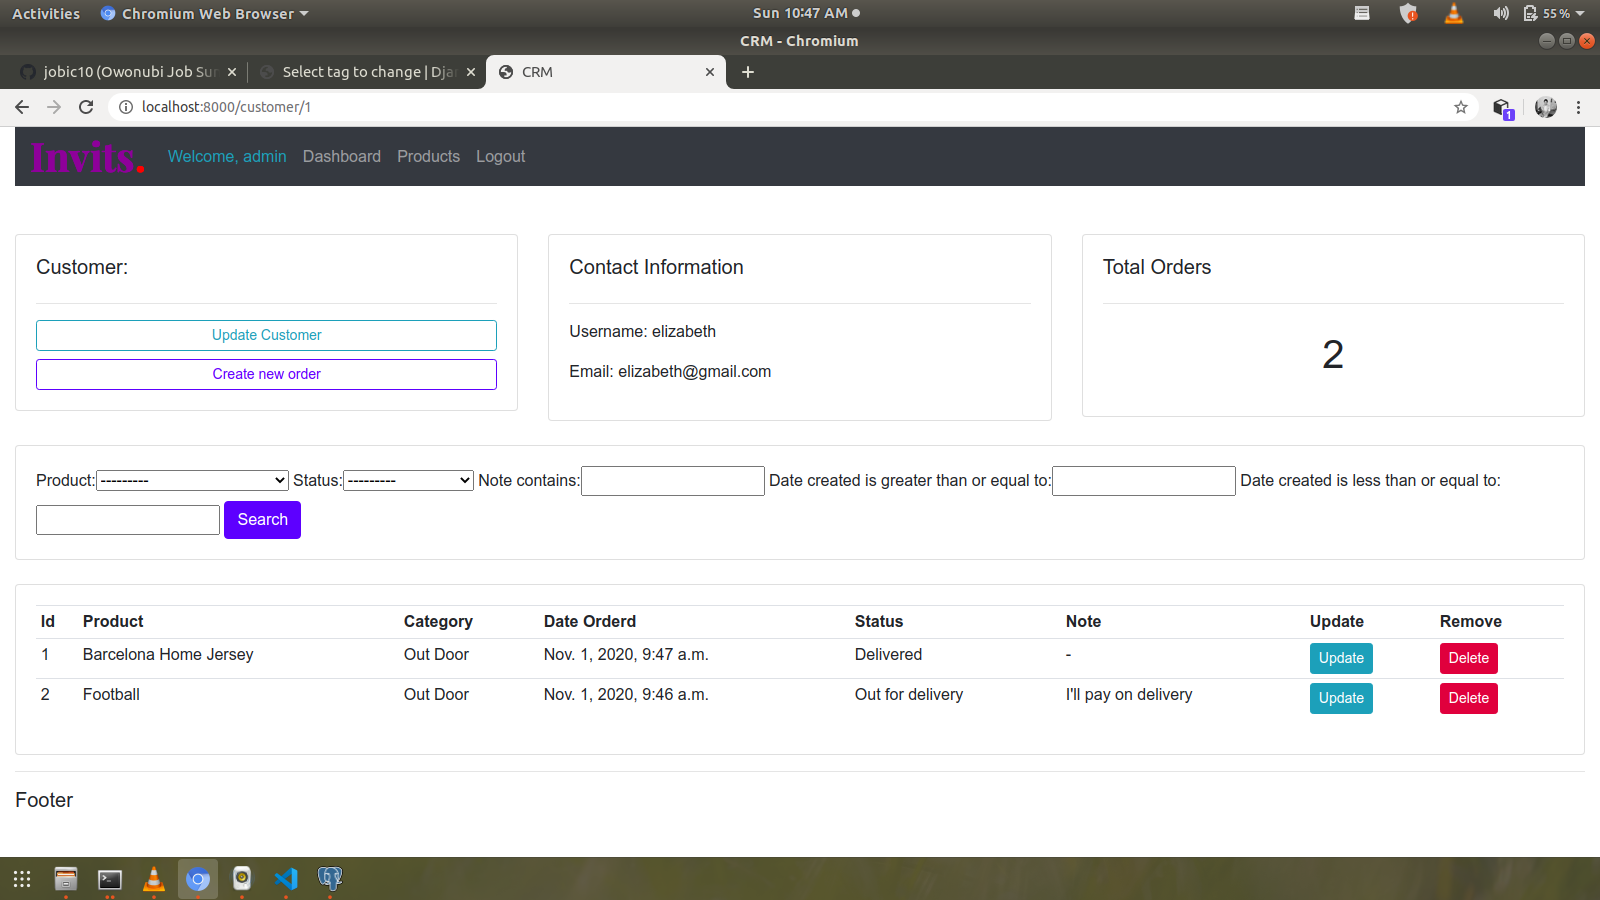 Activities Chromium Web Browser Sun 10:47 AM 55 %
CRM - Chromium
jobic10 (Owonubi Job Sur Select tag to change | Dja CRM
localhost:8000/customer/1 1
Invits. Welcome, admin Dashboard Products Logout
Customer: Contact Information Total Orders
Update Customer Username: elizabeth 2
Create new order Email: elizabeth@gmail.com
Product: --------- Status: --------- Note contains: Date created is greater than or equal to: Date created is less than or equal to:
Search
Id Product Category Date Orderd Status Note Update Remove
1 Barcelona Home Jersey Out Door Nov. 1, 2020, 9:47 a.m. Delivered - Update Delete
2 Football Out Door Nov. 1, 2020, 9:46 a.m. Out for delivery I'll pay on delivery Update Delete
Footer